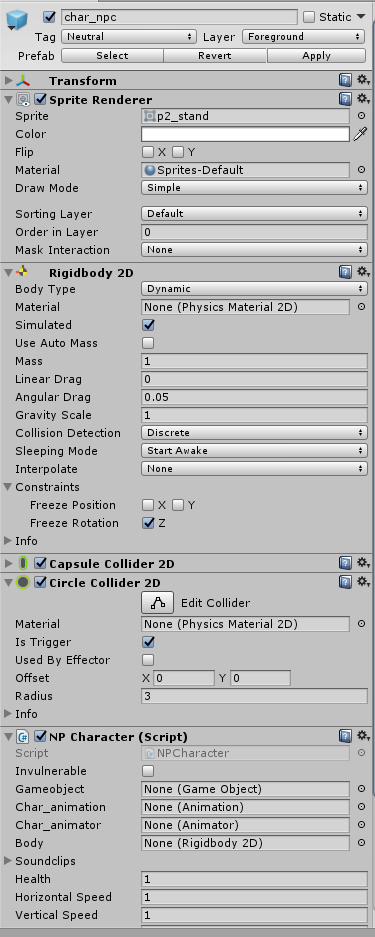 char_npc Static
Tag Neutral Layer Foreground
Prefab Select Revert Apply
Transform
Sprite Renderer
Sprite p2_stand
Color
Flip X Y
Material Sprites-Default
Draw Mode Simple
Sorting Layer Default
Order in Layer 0
Mask Interaction None
Rigidbody 2D
Body Type Dynamic
Material None (Physics Material 2D)
Simulated
Use Auto Mass
Mass 1
Linear Drag 0
Angular Drag 0.05
Gravity Scale 1
Collision Detection Discrete
Sleeping Mode Start Awake
Interpolate None
Constraints
Freeze Position X Y
Freeze Rotation Z
Info
Capsule Collider 2D
Circle Collider 2D
Edit Collider
Material None (Physics Material 2D)
Is Trigger
Used By Effector
Offset X 0 Y 0
Radius 3
Info
NP Character (Script)
Script NPCharacter
Invulnerable
Gameobject None (Game Object)
Char_animation None (Animation)
Char_animator None (Animator)
Body None (Rigidbody 2D)
Soundclips
Health 1
Horizontal Speed 1
Vertical Speed 1